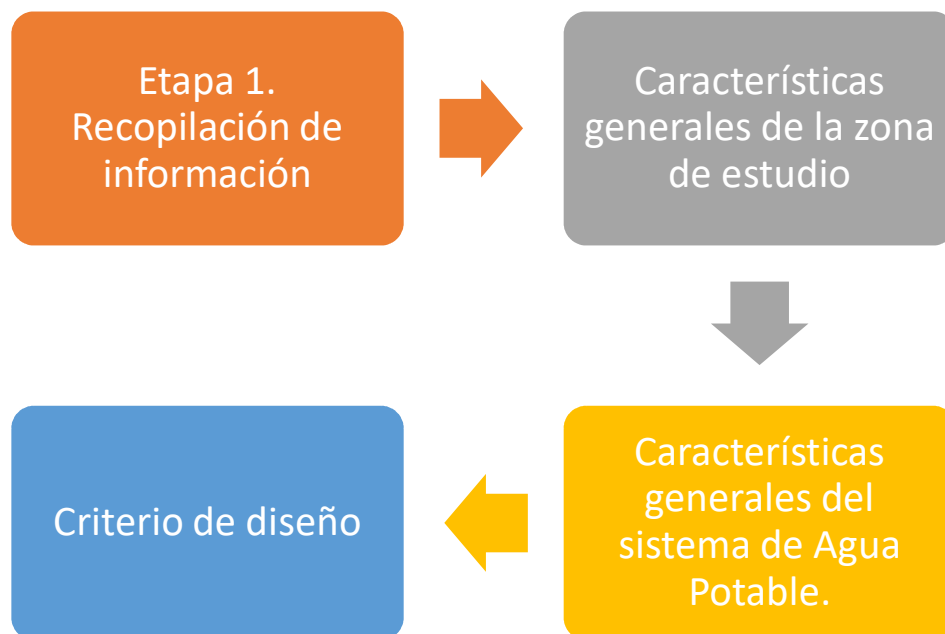 Etapa 1.
Recopilación de
información
Características
generales de la zona
de estudio
Características
generales del
sistema de Agua
Potable.
Criterio de diseño